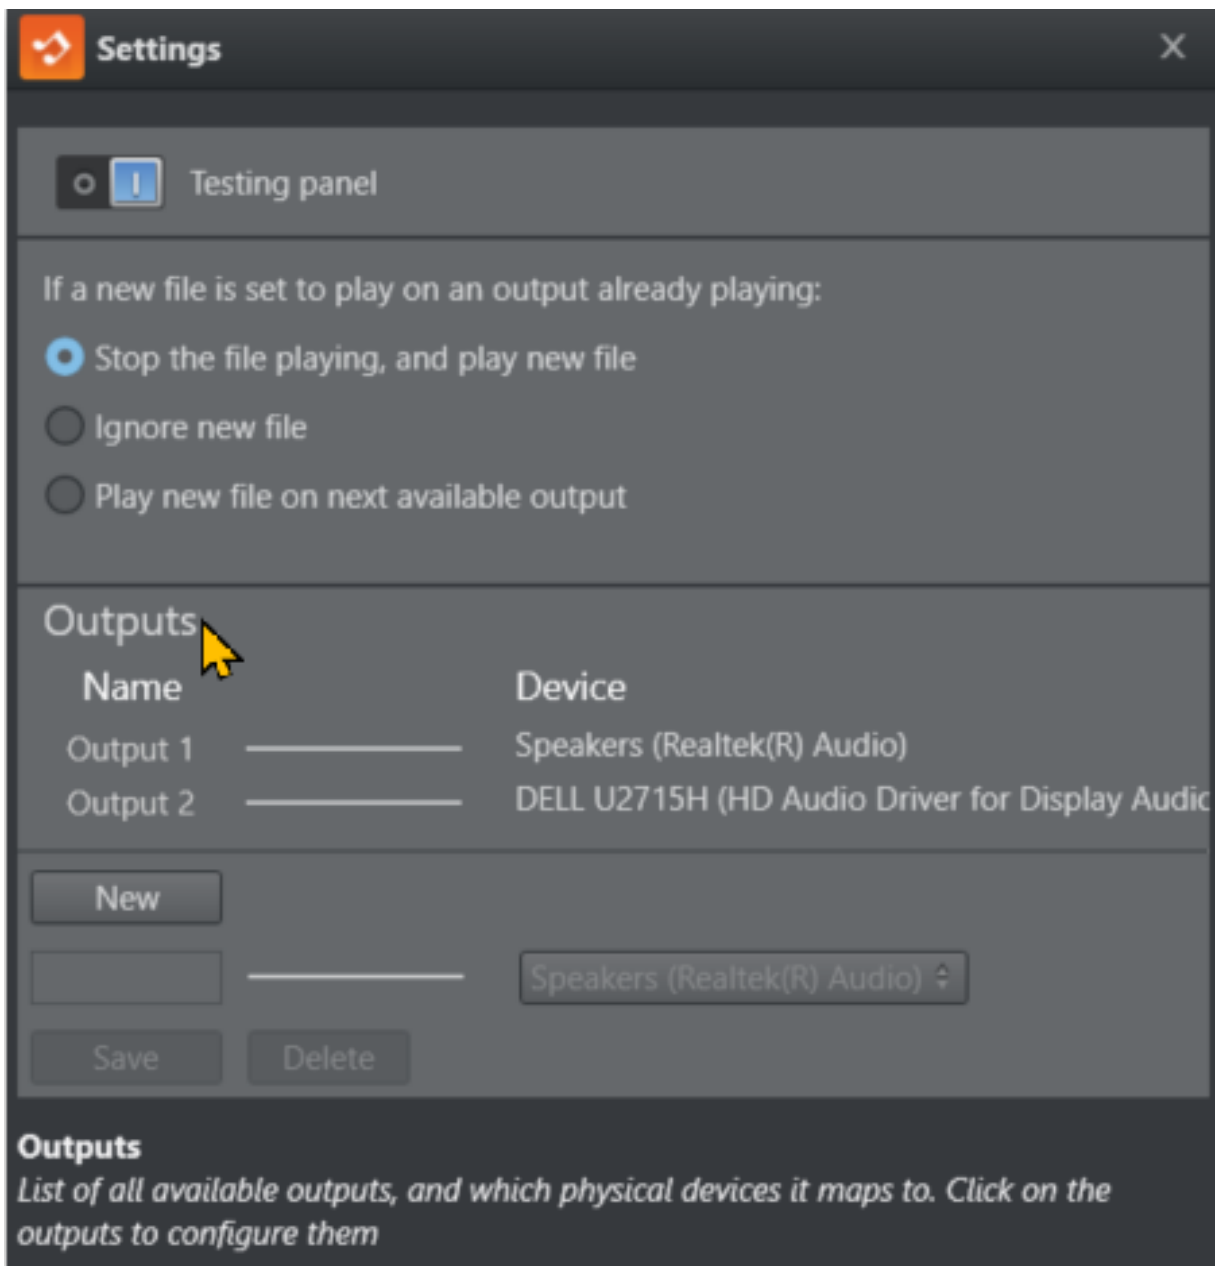 Settings
Testing panel
If a new file is set to play on an output already playing:
Stop the file playing, and play new file
Ignore new file
Play new file on next available output
Outputs
Name Device
Output 1 Speakers (Realtek(R) Audio)
Output 2 DELL U2715H (HD Audio Driver for Display Audio
New
Speakers (Realtek(R) Audio)
Save Delete
Outputs
List of all available outputs, and which physical devices it maps to. Click on the
outputs to configure them